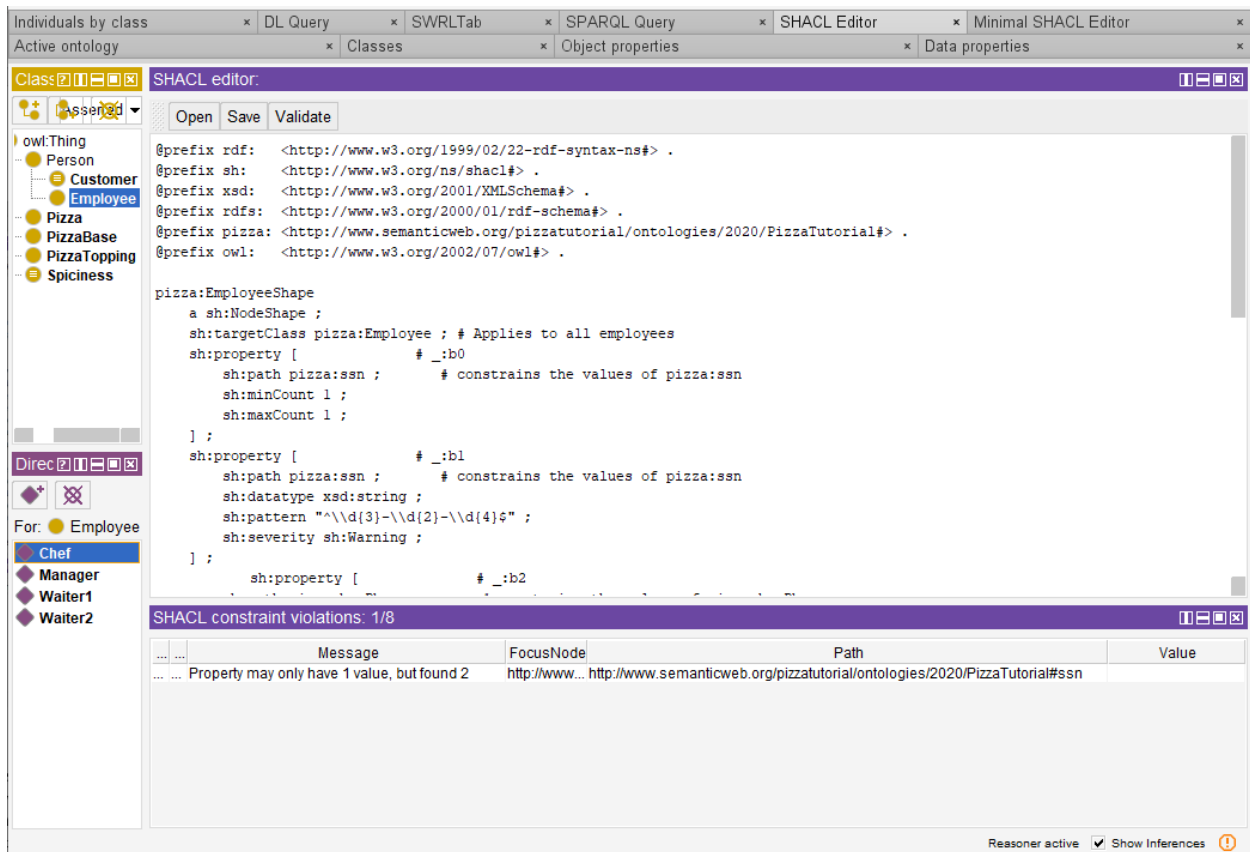 Individuals by class × DL Query × SWRLTab × SPARQL Query × SHACL Editor × Minimal SHACL Editor ×
Active ontology × Classes × Object properties × Data properties ×
Class
owl:Thing
Person
Customer
Employee
Pizza
PizzaBase
PizzaTopping
Spiciness
Direc
For: Employee
Chef
Manager
Waiter1
Waiter2
SHACL editor:
Open Save Validate
@prefix rdf: <http://www.w3.org/1999/02/22-rdf-syntax-ns#> .
@prefix sh: <http://www.w3.org/ns/shacl#> .
@prefix xsd: <http://www.w3.org/2001/XMLSchema#> .
@prefix rdfs: <http://www.w3.org/2000/01/rdf-schema#> .
@prefix pizza: <http://www.semanticweb.org/pizzatutorial/ontologies/2020/PizzaTutorial#> .
@prefix owl: <http://www.w3.org/2002/07/owl#> .
pizza:EmployeeShape
a sh:NodeShape ;
sh:targetClass pizza:Employee ; # Applies to all employees
sh:property [ # _:b0
sh:path pizza:ssn ; # constrains the values of pizza:ssn
sh:minCount 1 ;
sh:maxCount 1 ;
] ;
sh:property [ # _:b1
sh:path pizza:ssn ; # constrains the values of pizza:ssn
sh:datatype xsd:string ;
sh:pattern "^\\d{3}-\\d{2}-\\d{4}$" ;
sh:severity sh:Warning ;
] ;
sh:property [ # _:b2
SHACL constraint violations: 1/8
... ... Message FocusNode Path Value
... ... Property may only have 1 value, but found 2 http://www... http://www.semanticweb.org/pizzatutorial/ontologies/2020/PizzaTutorial#ssn
Reasoner active Show Inferences